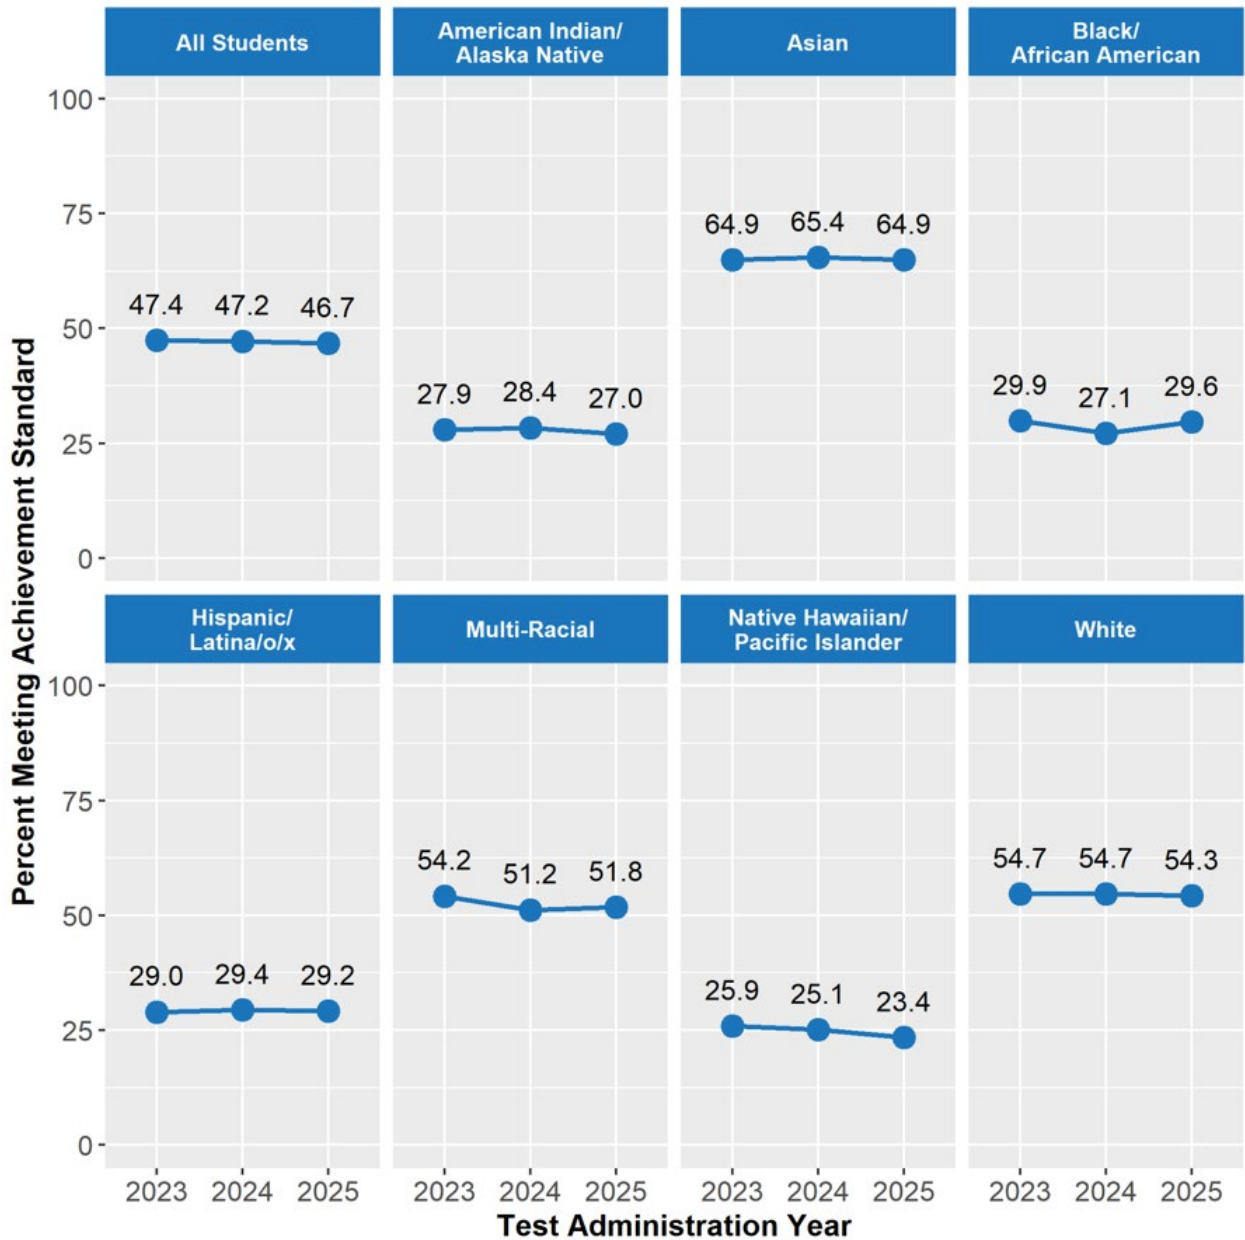 All Students
American Indian/
Alaska Native
Asian
Black/
African American
100
75
50
25
0
47.4 47.2 46.7
27.9 28.4 27.0
64.9 65.4 64.9
29.9 27.1 29.6
Hispanic/
Latina/o/x
Multi-Racial
Native Hawaiian/
Pacific Islander
White
100
75
50
25
0
29.0 29.4 29.2
54.2 51.2 51.8
25.9 25.1 23.4
54.7 54.7 54.3
2023 2024 2025
2023 2024 2025
2023 2024 2025
2023 2024 2025
Test Administration Year
Percent Meeting Achievement Standard